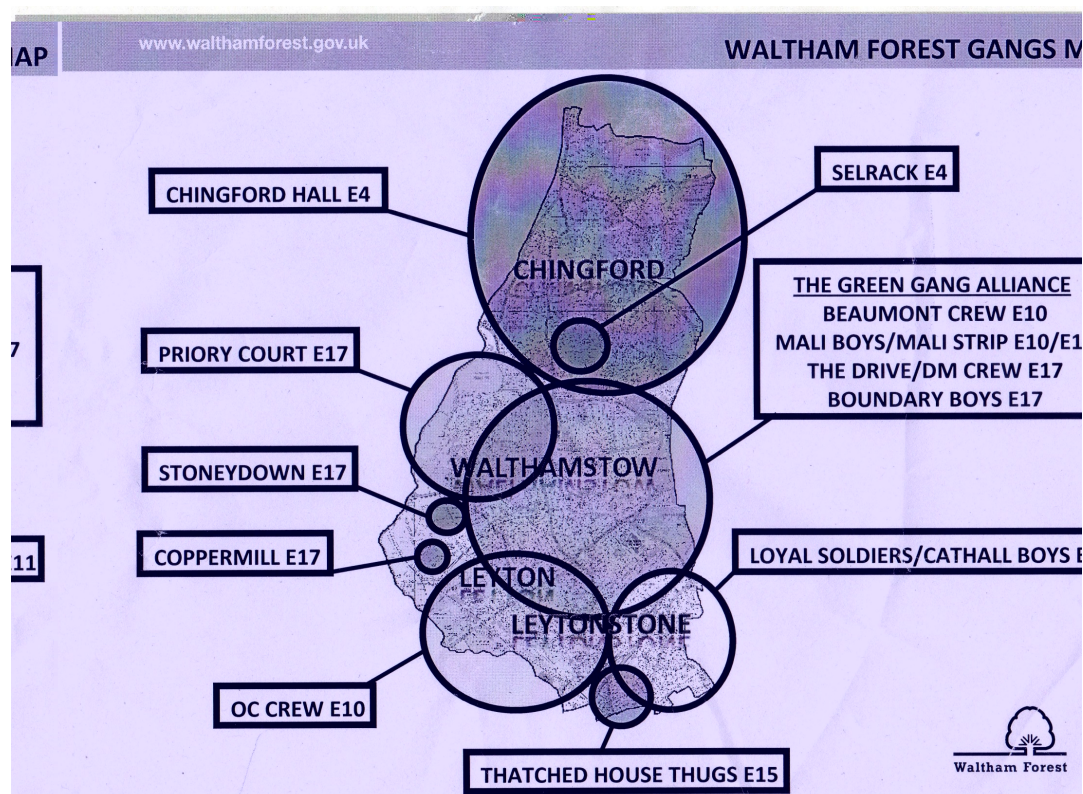 AP
www.walthamforest.gov.uk
WALTHAM FOREST GANGS M
CHINGFORD HALL E4
SELRACK E4
CHINGFORD
THE GREEN GANG ALLIANCE
BEAUMONT CREW E10
MALI BOYS/MALI STRIP E10/E1
THE DRIVE/DM CREW E17
BOUNDARY BOYS E17
7
PRIORY COURT E17
WALTHAMSTOW
STONEYDOWN E17
COPPERMILL E17
11
LOYAL SOLDIERS/CATHALL BOYS E
LEYTON
LEYTONSTONE
OC CREW E10
THATCHED HOUSE THUGS E15
Waltham Forest